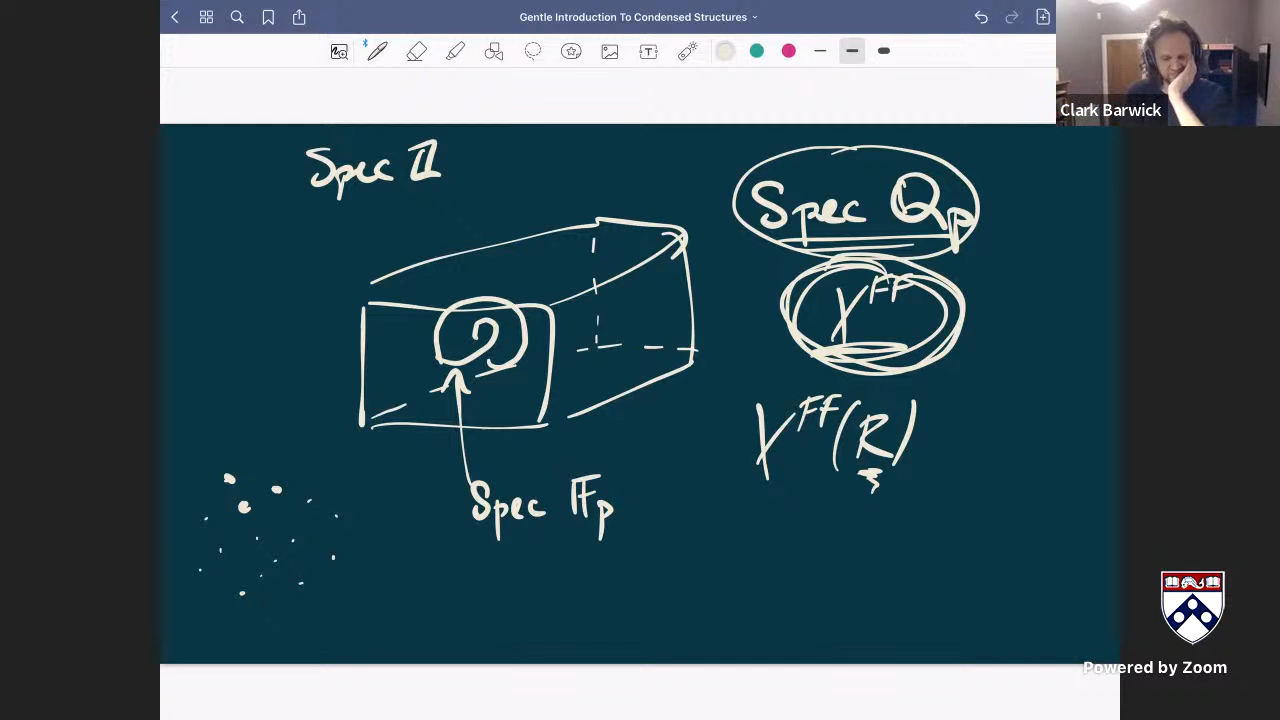 Gentle Introduction To Condensed Structures
Clark Barwick
Spec ℤ
Spec ℚp
X^FF
X^FF(R)
Spec 𝔽p
Powered by Zoom